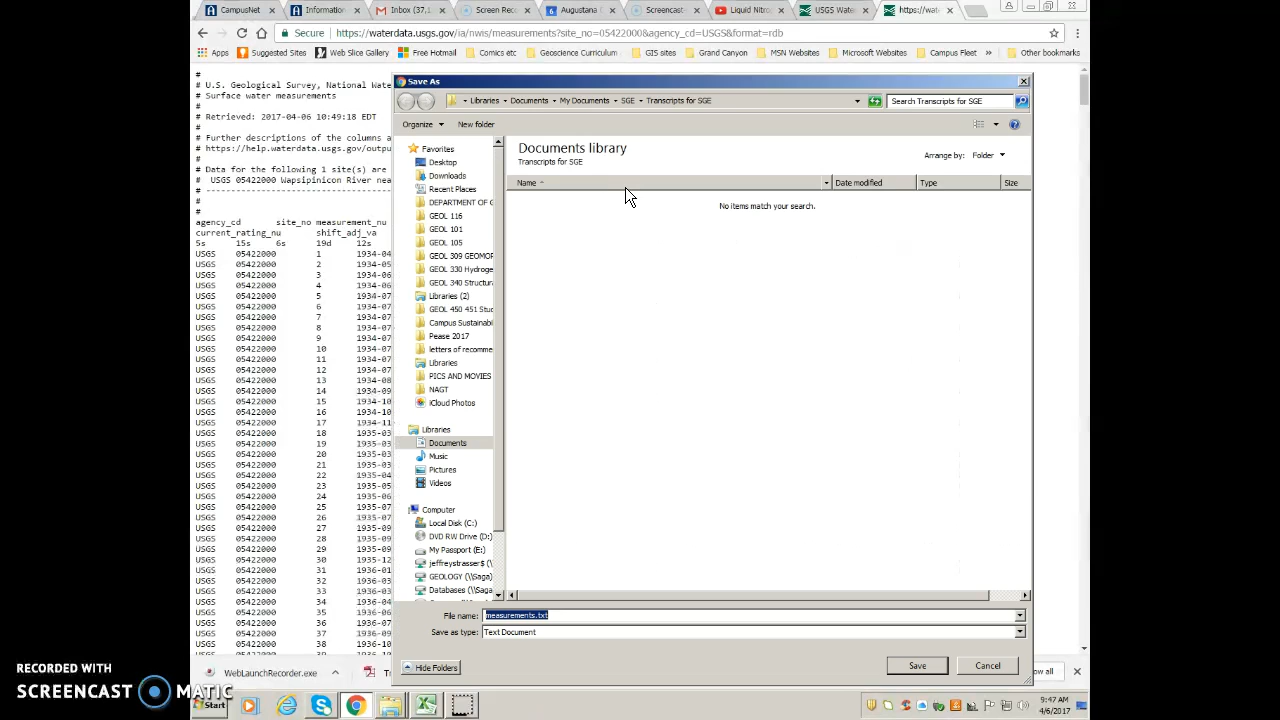 CampusNet
Information
Inbox (37,1
Screen Rec
Augustana
Screencast
Liquid Nitro
USGS Wate
https://wate
Secure
https://waterdata.usgs.gov/ia/nwis/measurements?site_no=05422000&agency_cd=USGS&format=rdb
Apps
Suggested Sites
Web Slice Gallery
Free Hotmail
Comics etc
Geoscience Curriculum
GIS sites
Grand Canyon
MSN Websites
Microsoft Websites
Campus Fleet
»
Other bookmarks
#
# U.S. Geological Survey, National Wate
# Surface water measurements
#
# Retrieved: 2017-04-06 10:49:18 EDT
#
# Further descriptions of the columns a
# https://help.waterdata.usgs.gov/outpu
#
# Data for the following 1 site(s) are
#  USGS 05422000 Wapsipinicon River nea
# -----------------------------------
#
#
agency_cd site_no measurement_nu
current_rating_nu shift_adj_va
5s 15s 6s 19d 12s
USGS 05422000 1 1934-04
USGS 05422000 2 1934-05
USGS 05422000 3 1934-06
USGS 05422000 4 1934-06
USGS 05422000 5 1934-07
USGS 05422000 6 1934-07
USGS 05422000 7 1934-07
USGS 05422000 8 1934-07
USGS 05422000 9 1934-07
USGS 05422000 10 1934-07
USGS 05422000 11 1934-07
USGS 05422000 12 1934-07
USGS 05422000 13 1934-08
USGS 05422000 14 1934-09
USGS 05422000 15 1934-10
USGS 05422000 16 1934-10
USGS 05422000 17 1934-11
USGS 05422000 18 1935-03
USGS 05422000 19 1935-03
USGS 05422000 20 1935-03
USGS 05422000 21 1935-03
USGS 05422000 22 1935-04
USGS 05422000 23 1935-05
USGS 05422000 24 1935-06
USGS 05422000 25 1935-07
USGS 05422000 26 1935-07
USGS 05422000 27 1935-09
USGS 05422000 28 1935-09
USGS 05422000 29 1935-09
USGS 05422000 30 1935-12
USGS 05422000 31 1936-01
USGS 05422000 32 1936-03
USGS 05422000 33 1936-03
USGS 05422000 34 1936-03
USGS 05422000 35 1936-03
USGS 05422000 36 1936-07
USGS 05422000 37 1936-09
USGS 05422000 38 1936-10
Save As
Libraries
Documents
My Documents
SGE
Transcripts for SGE
Search Transcripts for SGE
Organize
New folder
Favorites
Desktop
Downloads
Recent Places
DEPARTMENT OF G
GEOL 116
GEOL 101
GEOL 105
GEOL 309 GEOMOR
GEOL 330 Hydroge
GEOL 340 Structura
Libraries (2)
GEOL 450 451 Stu
Campus Sustainabi
Pease 2017
letters of recomme
Libraries
PICS AND MOVIES
NAGT
iCloud Photos
Libraries
Documents
Music
Pictures
Videos
Computer
Local Disk (C:)
DVD RW Drive (D:)
My Passport (E:)
jeffreystrasser$ (\\
GEOLOGY (\\Saga
Databases (\\Saga
Documents library
Transcripts for SGE
Arrange by: Folder
Name
Date modified
Type
Size
No items match your search.
File name: measurements.txt
Save as type: Text Document
Hide Folders
Save
Cancel
WebLaunchRecorder.exe
Start
9:47 AM
4/6/2017
RECORDED WITH
SCREENCAST MATIC